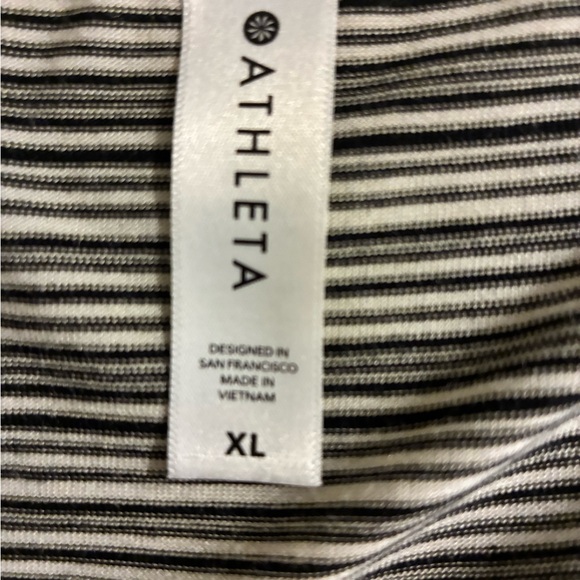 ATHLETA
DESIGNED IN
SAN FRANCISCO
MADE IN
VIETNAM
XL